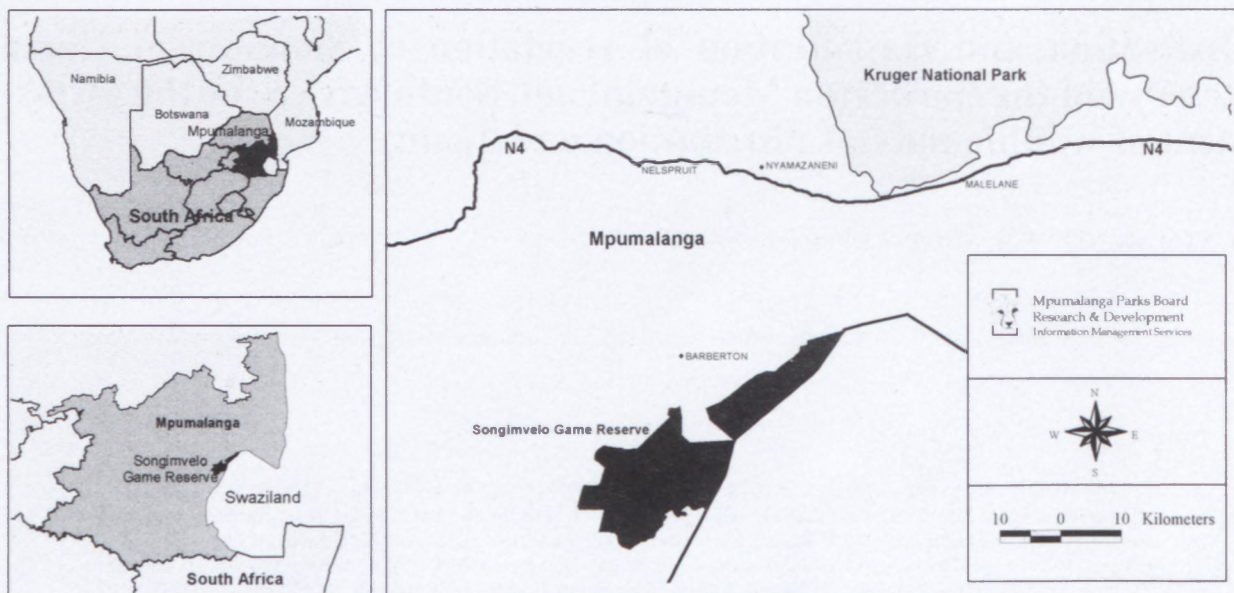 Namibia
Zimbabwe
Botswana
Mpumalanga
Mozambique
South Africa
Mpumalanga
Songimvelo
Game Reserve
Swaziland
South Africa
Kruger National Park
N4
N4
NELSPRUIT
NYAMAZANENI
MALELANE
Mpumalanga
BARBERTON
Songimvelo Game Reserve
Mpumalanga Parks Board
Research & Development
Information Management Services
N
W E
S
10 0 10 Kilometers